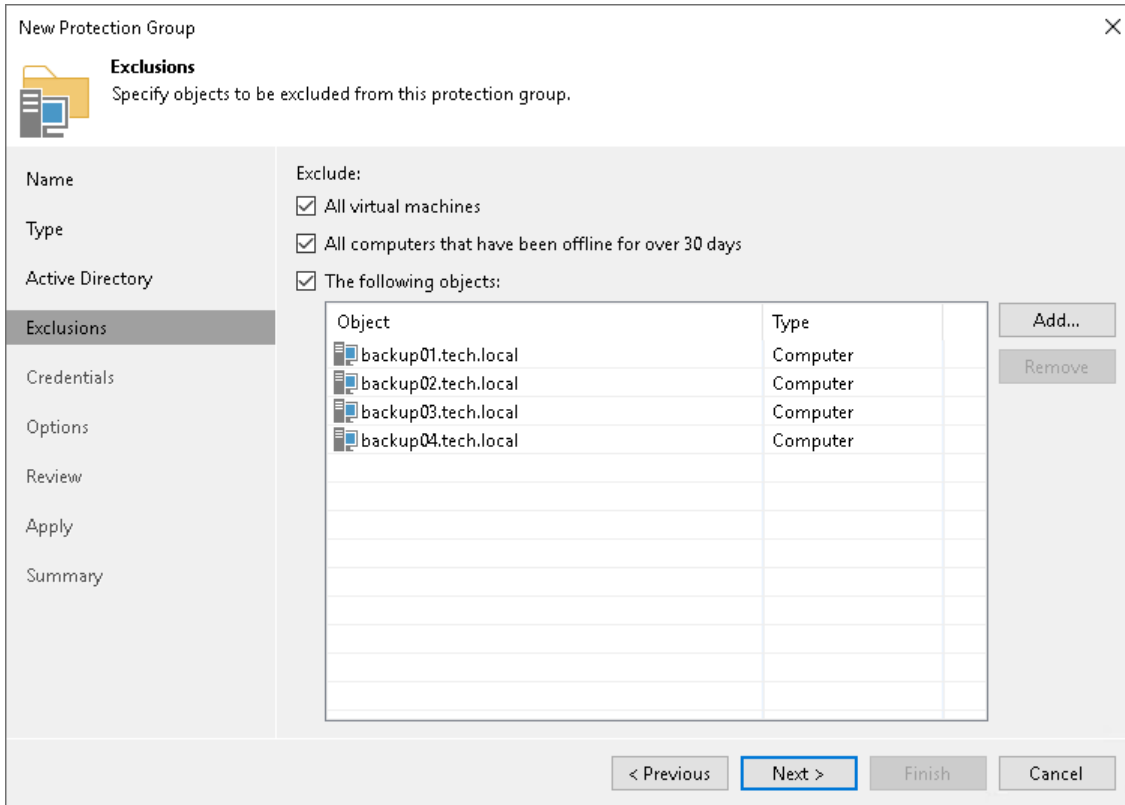 New Protection Group
Exclusions
Specify objects to be excluded from this protection group.
Name
Type
Active Directory
Exclusions
Credentials
Options
Review
Apply
Summary
Exclude:
All virtual machines
All computers that have been offline for over 30 days
The following objects:
Object Type
backup01.tech.local Computer
backup02.tech.local Computer
backup03.tech.local Computer
backup04.tech.local Computer
Add...
Remove
< Previous Next > Finish Cancel